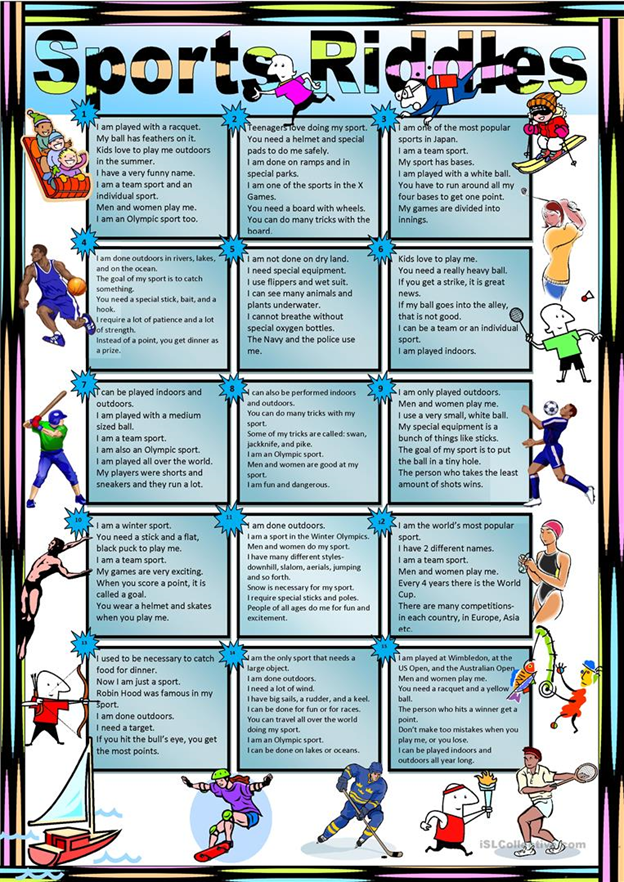 Sports Riddles
1
I am played with a racquet.
My ball has feathers on it.
Kids love to play me outdoors
in the summer.
I have a very funny name.
I am a team sport and an
individual sport.
Men and women play me.
I am an Olympic sport too.
2
Teenagers love doing my sport.
You need a helmet and special
pads to do me safely.
I am done on ramps and in
special parks.
I am one of the sports in the X
Games.
You need a board with wheels.
You can do many tricks with the
board.
3
I am one of the most popular
sports in Japan.
I am a team sport.
My sport has bases.
I am played with a white ball.
You have to run around all my
four bases to get one point.
My games are divided into
innings.
4
I am done outdoors in rivers, lakes,
and on the ocean.
The goal of my sport is to catch
something.
You need a special stick, bait, and a
hook.
I require a lot of patience and a lot
of strength.
Instead of a point, you get dinner as
a prize.
5
I am not done on dry land.
I need special equipment.
I use flippers and wet suit.
I can see many animals and
plants underwater.
I cannot breathe without
special oxygen bottles.
The Navy and the police use
me.
6
Kids love to play me.
You need a really heavy ball.
If you get a strike, it is great
news.
If my ball goes into the alley,
that is not good.
I can be a team or an individual
sport.
I am played indoors.
7
I can be played indoors and
outdoors.
I am played with a medium
sized ball.
I am a team sport.
I am also an Olympic sport.
I am played all over the world.
My players were shorts and
sneakers and they run a lot.
8
I can also be performed indoors
and outdoors.
You can do many tricks with my
sport.
Some of my tricks are called: swan,
jackknife, and pike.
I am an Olympic sport.
Men and women are good at my
sport.
I am fun and dangerous.
9
I am only played outdoors.
Men and women play me.
I use a very small, white ball.
My special equipment is a
bunch of things like sticks.
The goal of my sport is to put
the ball in a tiny hole.
The person who takes the least
amount of shots wins.
10
I am a winter sport.
You need a stick and a flat,
black puck to play me.
I am a team sport.
My games are very exciting.
When you score a point, it is
called a goal.
You wear a helmet and skates
when you play me.
11
I am done outdoors.
I am a sport in the Winter Olympics.
Men and women do my sport.
I have many different styles-
downhill, slalom, aerials, jumping
and so forth.
Snow is necessary for my sport.
I require special sticks and poles.
People of all ages do me for fun and
excitement.
12
I am the world's most popular
sport.
I have 2 different names.
I am a team sport.
Men and women play me.
Every 4 years there is the World
Cup.
There are many competitions-
in each country, in Europe, Asia
etc.
13
I used to be necessary to catch
food for dinner.
Now I am just a sport.
Robin Hood was famous in my
sport.
I am done outdoors.
I need a target.
If you hit the bull's eye, you get
the most points.
14
I am the only sport that needs a
large object.
I am done outdoors.
I need a lot of wind.
I have big sails, a rudder, and a keel.
I can be done for fun or for races.
You can travel all over the world
doing my sport.
I am an Olympic sport.
I can be done on lakes or oceans.
15
I am played at Wimbledon, at the
US Open, and the Australian Open.
Men and women play me.
You need a racquet and a yellow
ball.
The person who hits a winner get a
point.
Don't make too mistakes when you
play me, or you lose.
I can be played indoors and
outdoors all year long.
iSLCollective.com